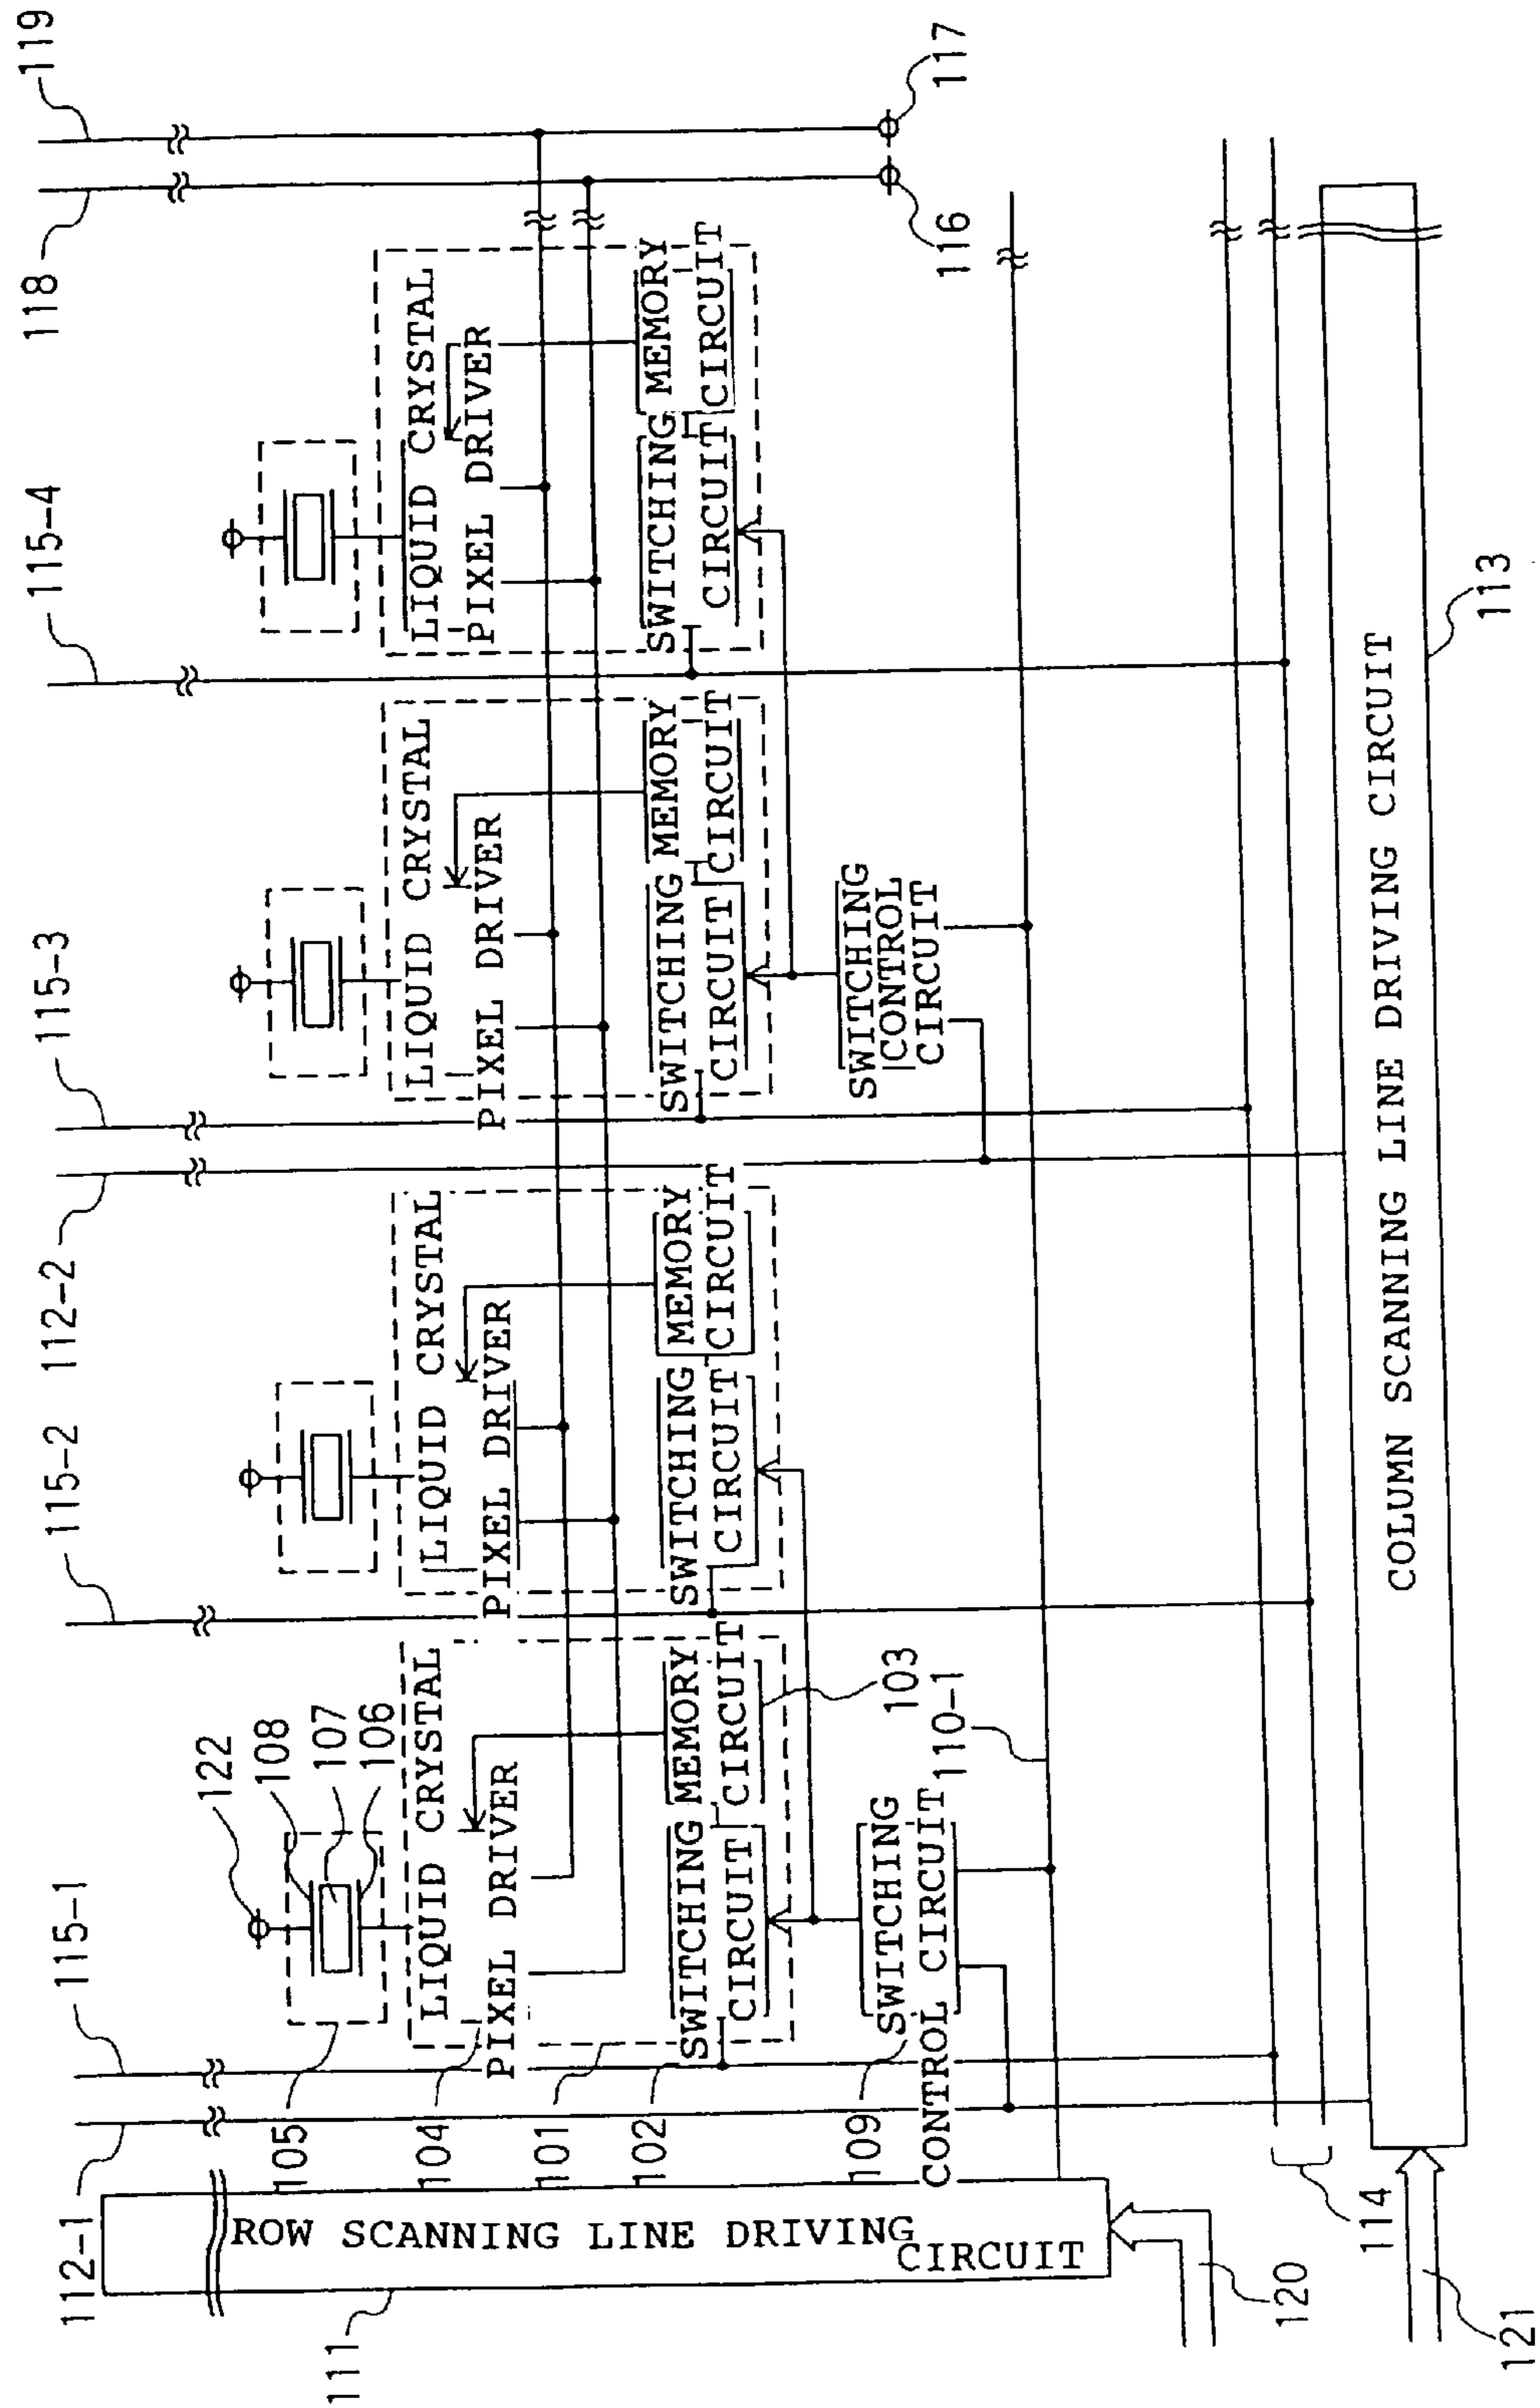 112-1
115-1
115-2
112-2
115-3
115-4
118
119
122
108
107
106
105
104
101
102
109
LIQUID CRYSTAL
PIXEL DRIVER
SWITCHING
CIRCUIT
MEMORY
CIRCUIT
103
LIQUID CRYSTAL
PIXEL DRIVER
SWITCHING
CIRCUIT
MEMORY
CIRCUIT
LIQUID CRYSTAL
PIXEL DRIVER
SWITCHING
CIRCUIT
MEMORY
CIRCUIT
LIQUID CRYSTAL
PIXEL DRIVER
SWITCHING
CIRCUIT
MEMORY
CIRCUIT
116
117
SWITCHING
CONTROL CIRCUIT
110-1
SWITCHING
CONTROL
CIRCUIT
111
ROW SCANNING LINE DRIVING
CIRCUIT
120
114
121
COLUMN SCANNING LINE DRIVING CIRCUIT
113